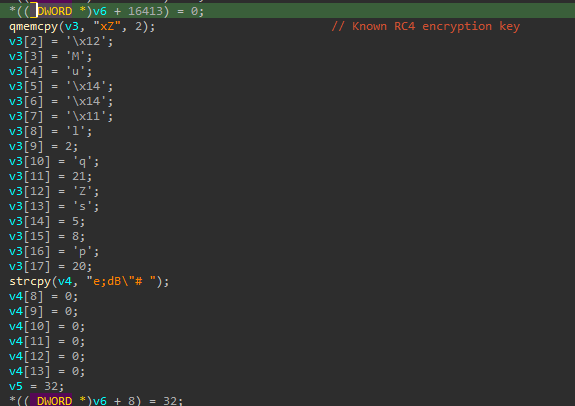 *((_DWORD *)v6 + 16413) = 0;
qmemcpy(v3, "xZ", 2); // Known RC4 encryption key
v3[2] = '\x12';
v3[3] = 'M';
v3[4] = 'u';
v3[5] = '\x14';
v3[6] = '\x14';
v3[7] = '\x11';
v3[8] = 'l';
v3[9] = 2;
v3[10] = 'q';
v3[11] = 21;
v3[12] = 'Z';
v3[13] = 's';
v3[14] = 5;
v3[15] = 8;
v3[16] = 'p';
v3[17] = 20;
strcpy(v4, "e;dB\"# ");
v4[8] = 0;
v4[9] = 0;
v4[10] = 0;
v4[11] = 0;
v4[12] = 0;
v4[13] = 0;
v5 = 32;
*((_DWORD *)v6 + 8) = 32;